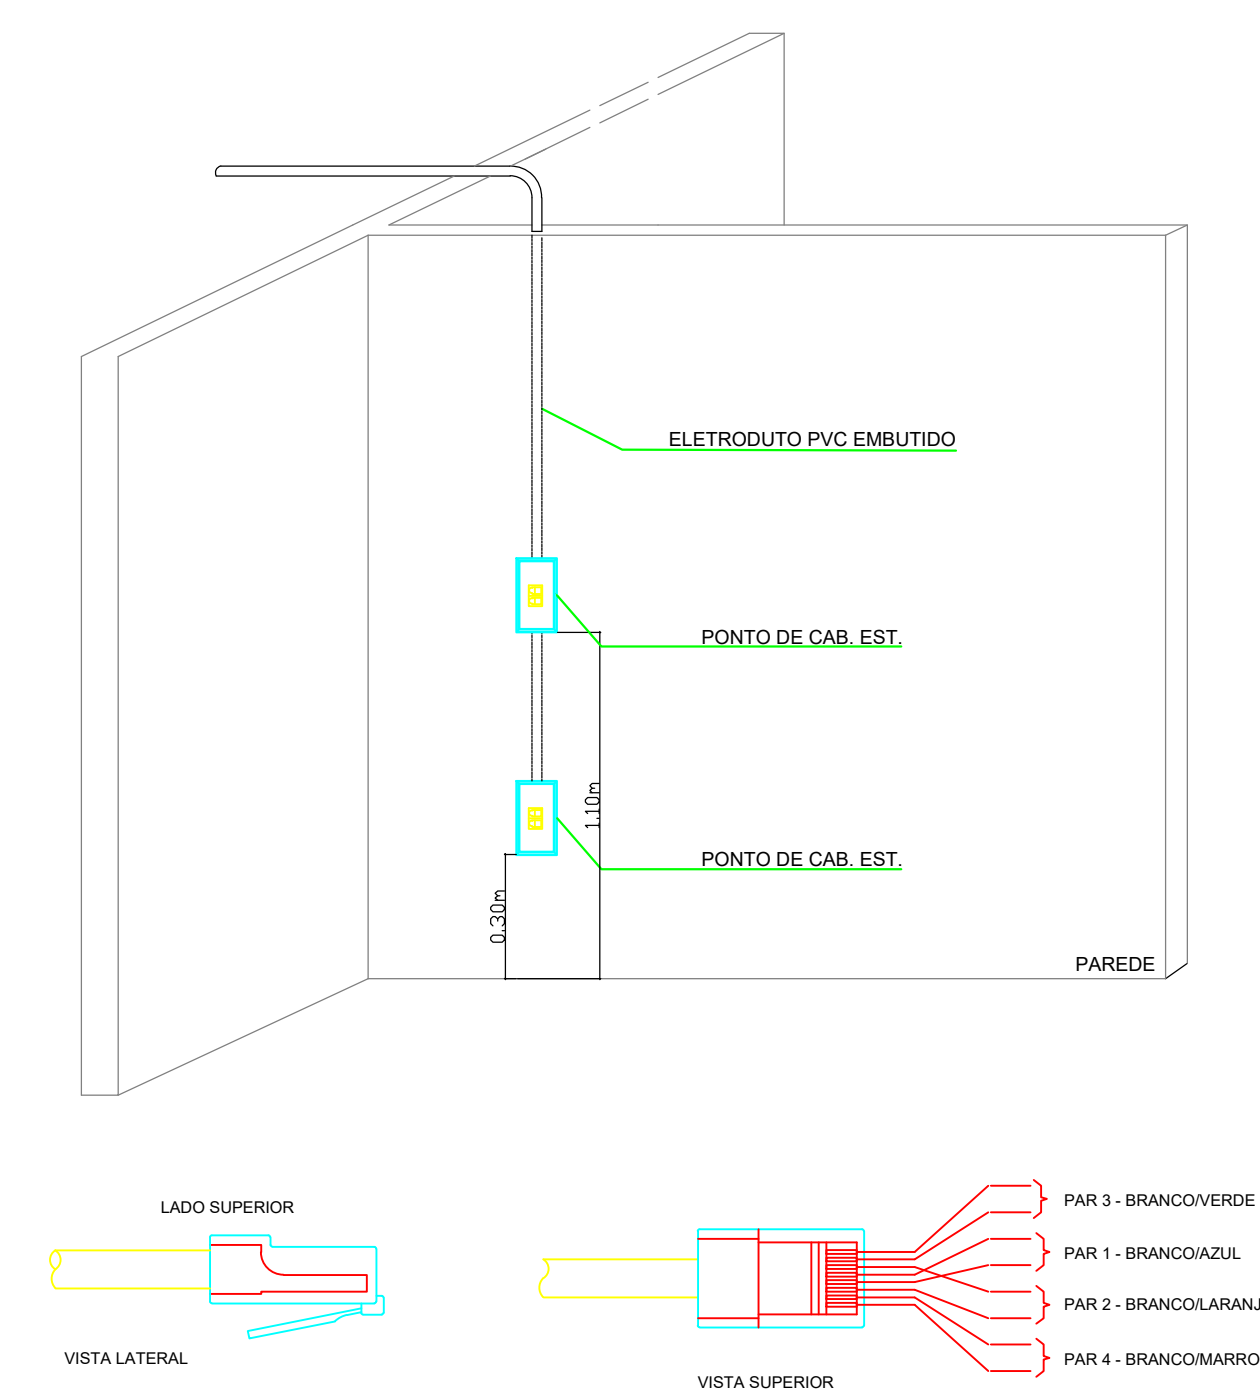 ELETRODUTO PVC EMBUTIDO
PONTO DE CAB. EST.
1.10m
PONTO DE CAB. EST.
0.30m
PAREDE
LADO SUPERIOR
VISTA LATERAL
PAR 3 - BRANCO/VERDE
PAR 1 - BRANCO/AZUL
PAR 2 - BRANCO/LARANJ
PAR 4 - BRANCO/MARRO
VISTA SUPERIOR